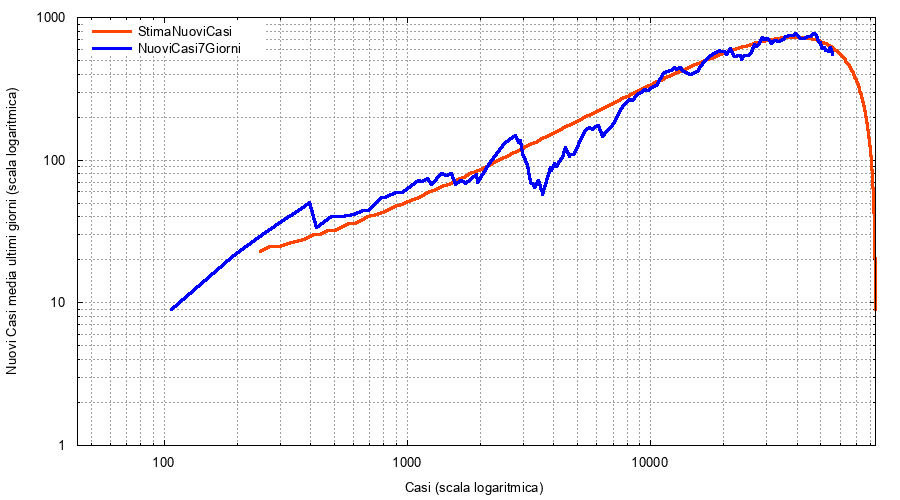 1000
100
10
1
StimaNuoviCasi
NuoviCasi7Giorni
Nuovi Casi media ultimi giorni (scala logaritmica)
100
1000
10000
Casi (scala logaritmica)